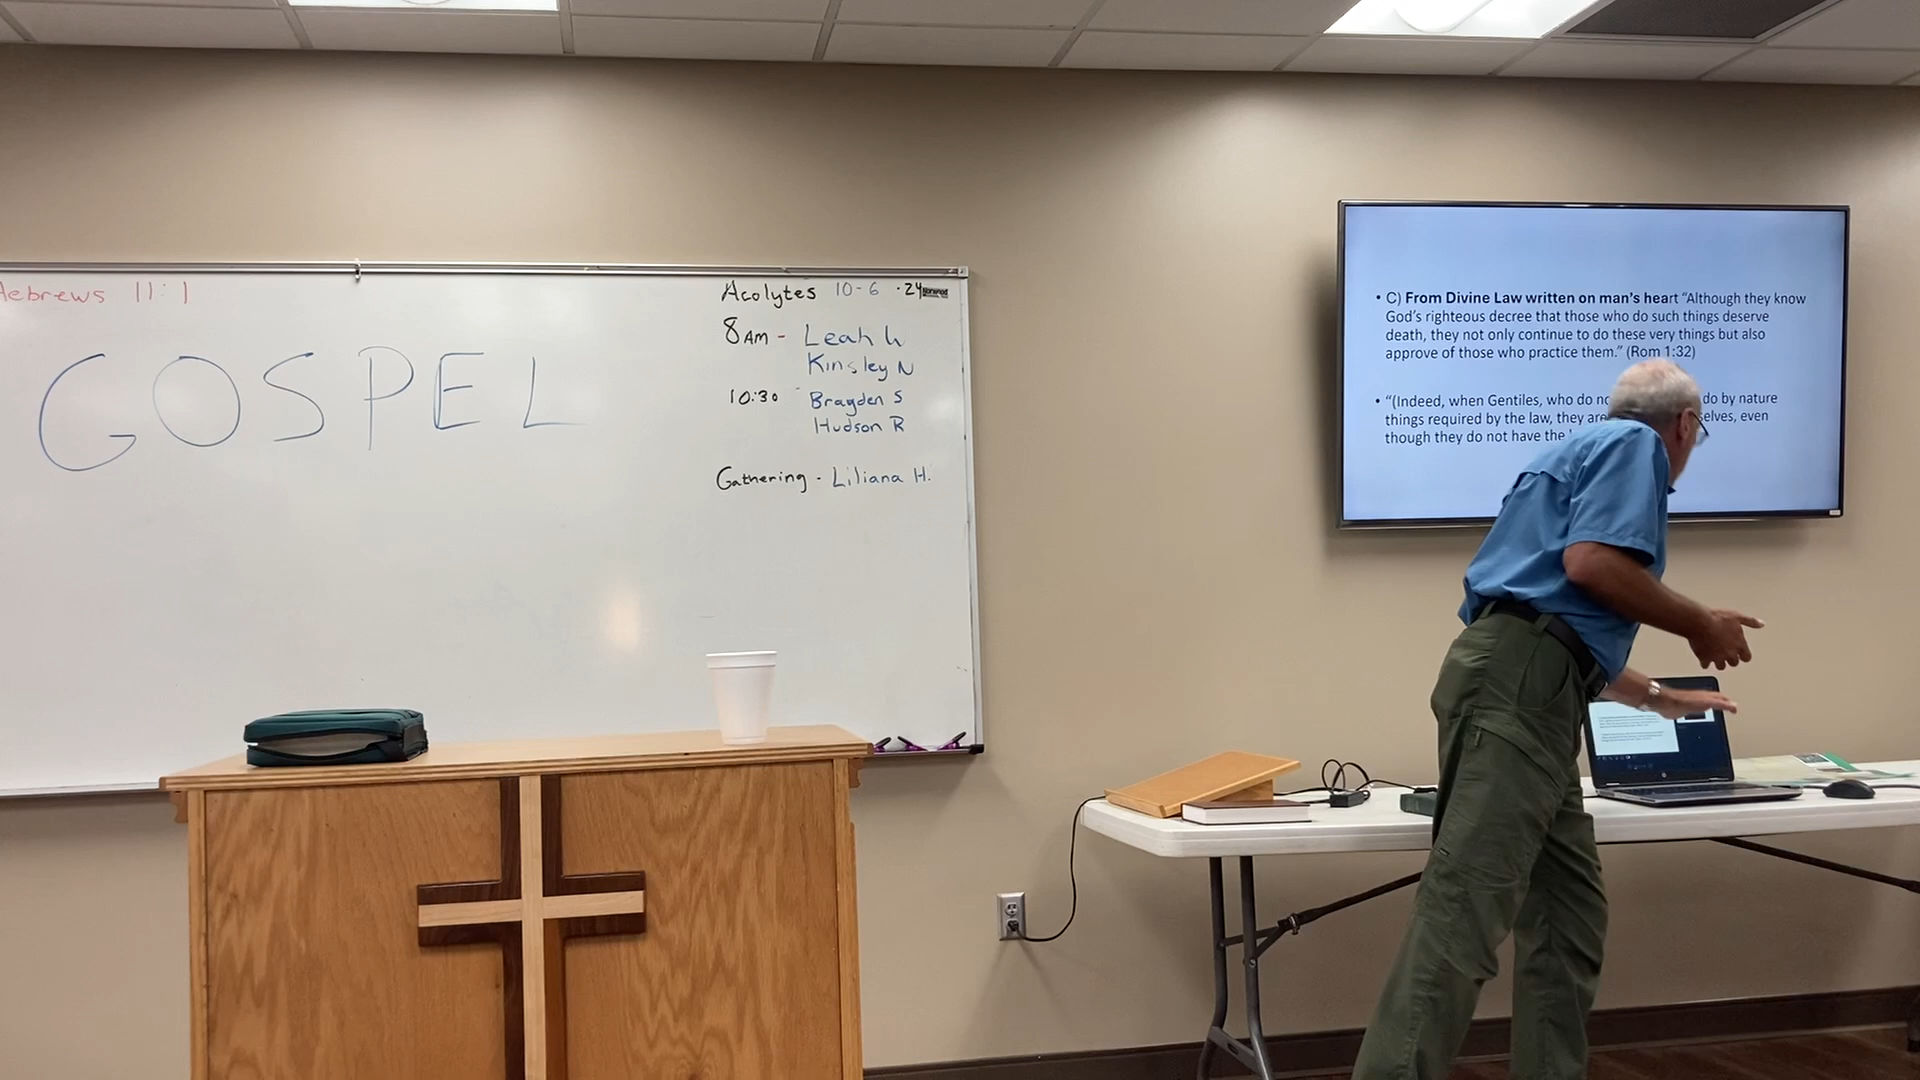 Hebrews 11:1
GOSPEL
Acolytes 10-6-24
8AM - Leah W
Kinsley N
10:30 Brayden S
Hudson R
Gathering - Liliana H.
• C) From Divine Law written on man's heart "Although they know
God's righteous decree that those who do such things deserve
death, they not only continue to do these very things but also
approve of those who practice them." (Rom 1:32)
• "(Indeed, when Gentiles, who do do by nature
things required by the law, they are even
though they do not have the